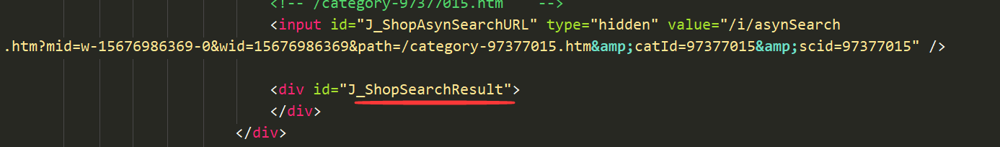 <!-- /category-97377015.htm    -->
<input id="J_ShopAsynSearchURL" type="hidden" value="/i/asynSearch
.htm?mid=w-15676986369-0&wid=15676986369&path=/category-97377015.htm&amp;catId=97377015&amp;scid=97377015" />
<div id="J_ShopSearchResult">
</div>
</div>